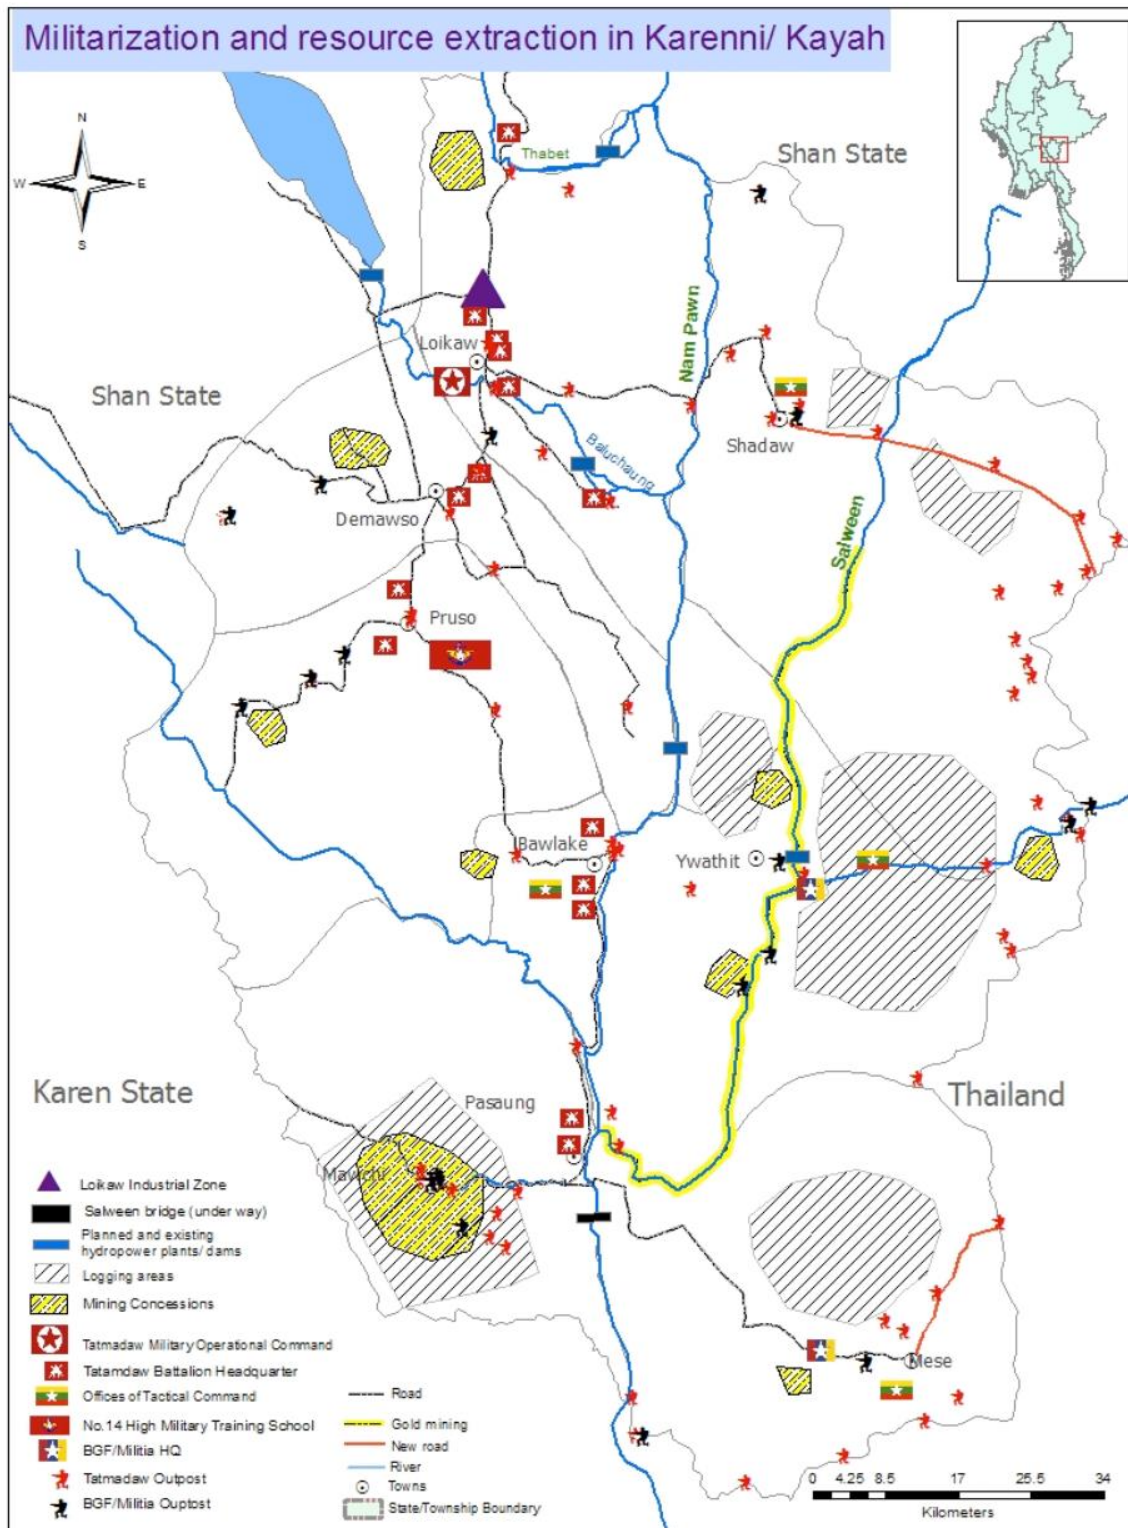 Militarization and resource extraction in Karenni/ Kayah
N
W E
S
Thabet
Shan State
Nam Pawn
Loikaw
Shan State
Shadaw
Baluchaung
Demawso
Salween
Pruso
Bawlake
Ywathit
Karen State
Pasaung
Thailand
Mawchi
Mese
Loikaw Industrial Zone
Salween bridge (under way)
Planned and existing
hydropower plants/ dams
Logging areas
Mining Concessions
Tatmadaw Military Operational Command
Tatamdaw Battalion Headquarter
Offices of Tactical Command
No.14 High Military Training School
BGF/Militia HQ
Tatmadaw Outpost
BGF/Militia Ouptost
Road
Gold mining
New road
River
Towns
State/Township Boundary
0 4.25 8.5 17 25.5 34
Kilometers